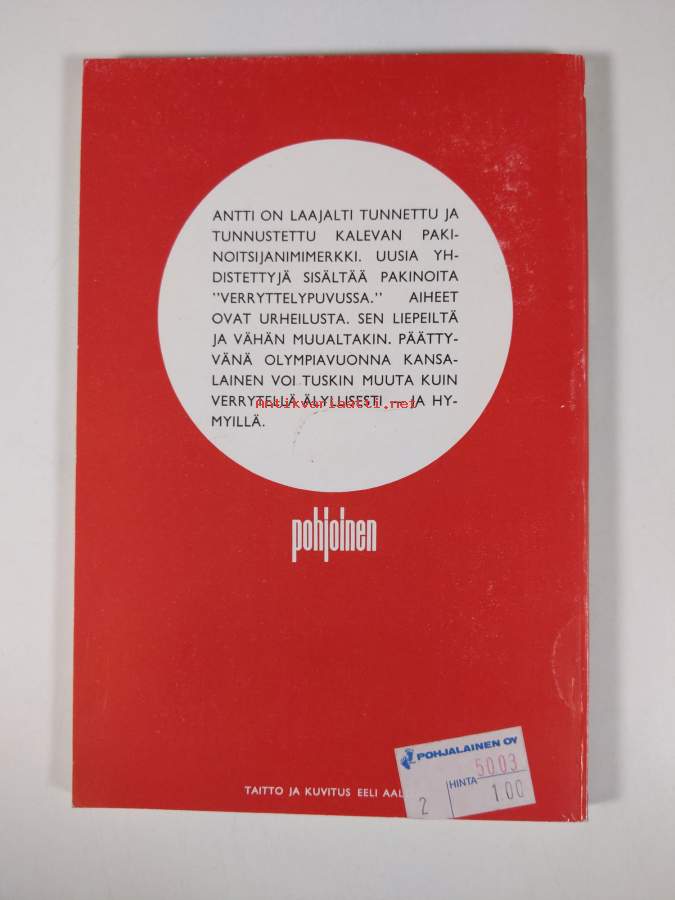 ANTTI ON LAAJALTI TUNNETTU JA
TUNNUSTETTU KALEVAN PAKI-
NOITSIJANIMIMERKKI. UUSIA YH-
DISTETTYJÄ SISÄLTÄÄ PAKINOITA
"VERRYTTELYPUVUSSA." AIHEET
OVAT URHEILUSTA. SEN LIEPEILTÄ
JA VÄHÄN MUUALTAKIN. PÄÄTTY-
VÄNÄ OLYMPIAVUONNA KANSA-
LAINEN VOI TUSKIN MUUTA KUIN
VERRYTELLÄ ÄLYLLISESTI – JA HY-
Antikvariaatti.net
MYILLÄ.
pohjoinen
POHJALAINEN OY
5003
HINTA
2 1.00
TAITTO JA KUVITUS EELI